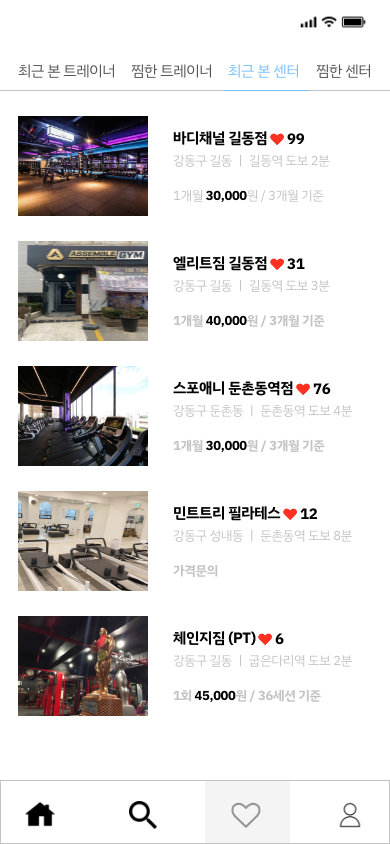 최근 본 트레이너 찜한 트레이너 최근 본 센터 찜한 센터
바디채널 길동점 99
강동구 길동 ㅣ 길동역 도보 2분
1개월 30,000원 / 3개월 기준
ASSEMBLE GYM
엘리트짐 길동점 31
강동구 길동 ㅣ 길동역 도보 3분
1개월 40,000원 / 3개월 기준
스포애니 둔촌동역점 76
강동구 둔촌동 ㅣ 둔촌동역 도보 4분
1개월 30,000원 / 3개월 기준
민트트리 필라테스 12
강동구 성내동 ㅣ 둔촌동역 도보 8분
가격문의
체인지짐 (PT) 6
강동구 길동 ㅣ 굽은다리역 도보 2분
1회 45,000원 / 36세션 기준